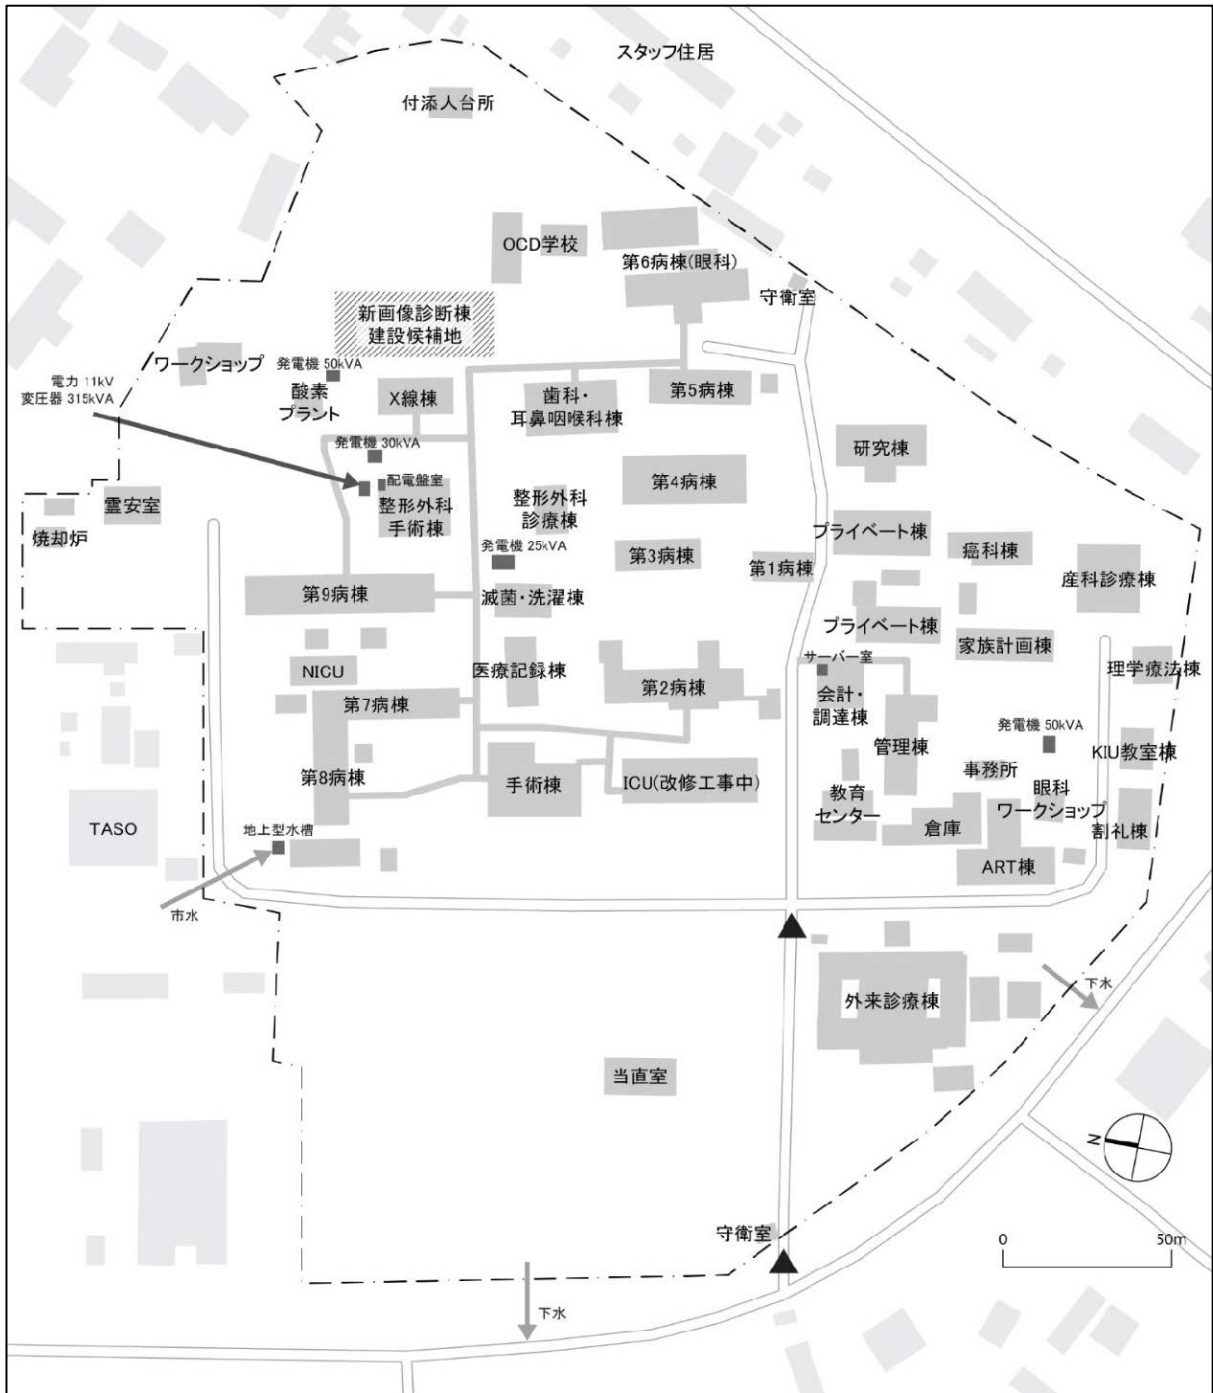 スタッフ住居
付添人台所
OCD学校
第6病棟(眼科)
守衛室
新画像診断棟
建設候補地
ワークショップ
発電機 50kVA
電力 11kV
変圧器 315kVA
酸素
プラント
X線棟
歯科・
耳鼻咽喉科棟
第5病棟
発電機 30kVA
研究棟
配電盤室
整形外科
手術棟
第4病棟
霊安室
整形外科
診療棟
焼却炉
プライベート棟
発電機 25kVA
第3病棟
第1病棟
癌科棟
産科診療棟
第9病棟
滅菌・洗濯棟
プライベート棟
家族計画棟
サーバー室
NICU
医療記録棟
第2病棟
会計・
調達棟
理学療法棟
第7病棟
発電機 50kVA
管理棟
KIU教室棟
第8病棟
手術棟
ICU(改修工事中)
事務所
教育
センター
眼科
ワークショップ
TASO
地上型水槽
倉庫
割礼棟
ART棟
市水
外来診療棟
下水
当直室
N
守衛室
0
50m
下水